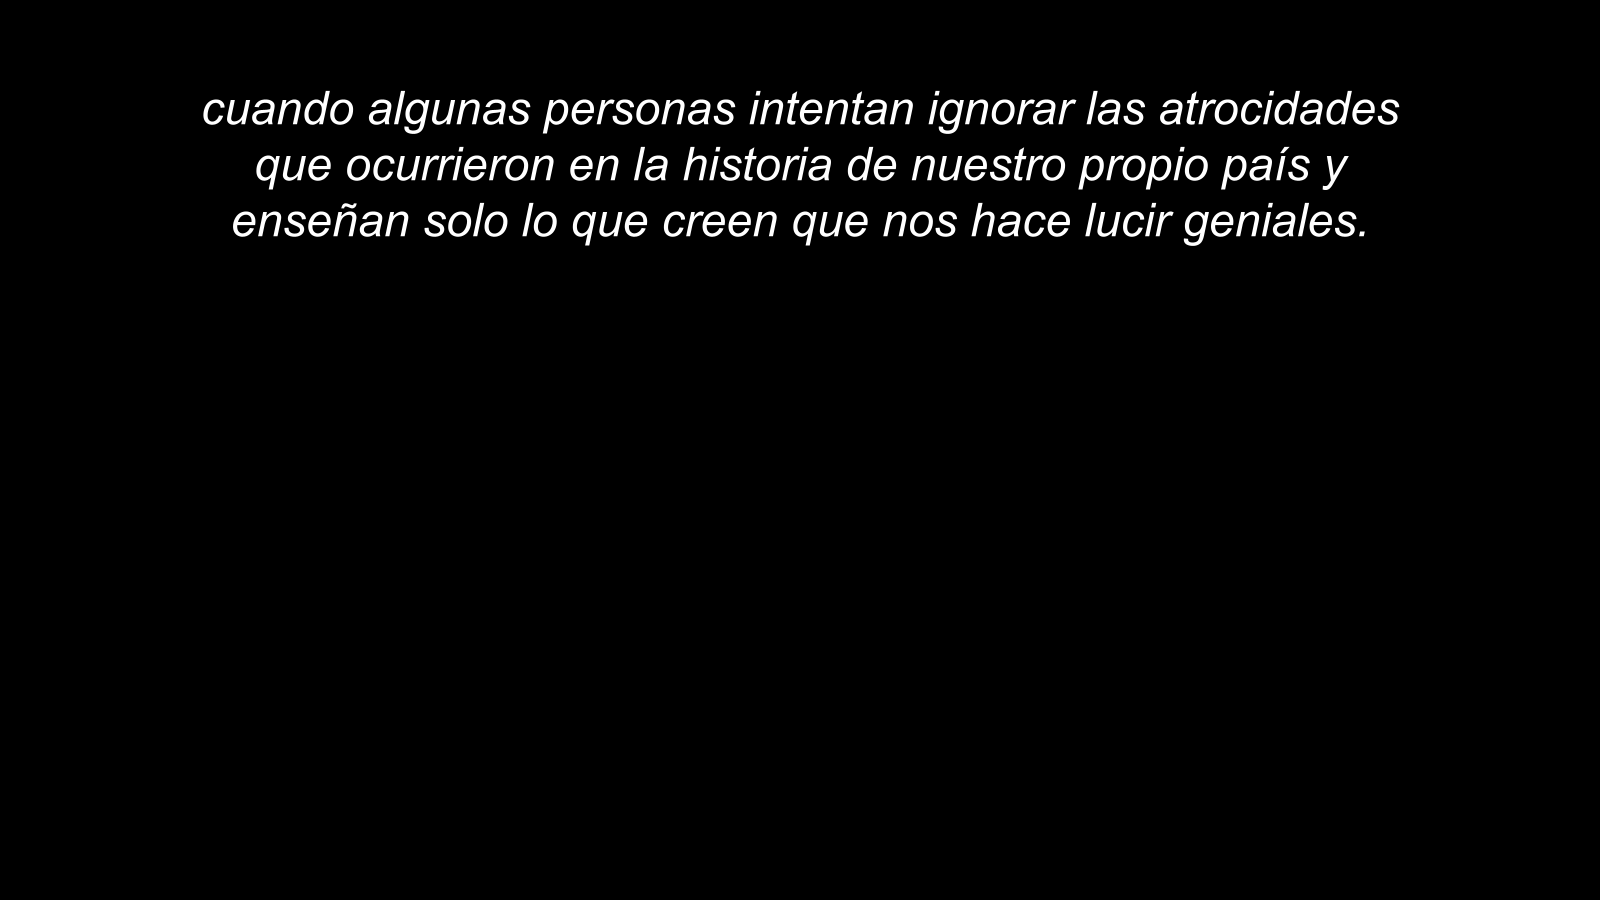 cuando algunas personas intentan ignorar las atrocidades
que ocurrieron en la historia de nuestro propio país y
enseñan solo lo que creen que nos hace lucir geniales.